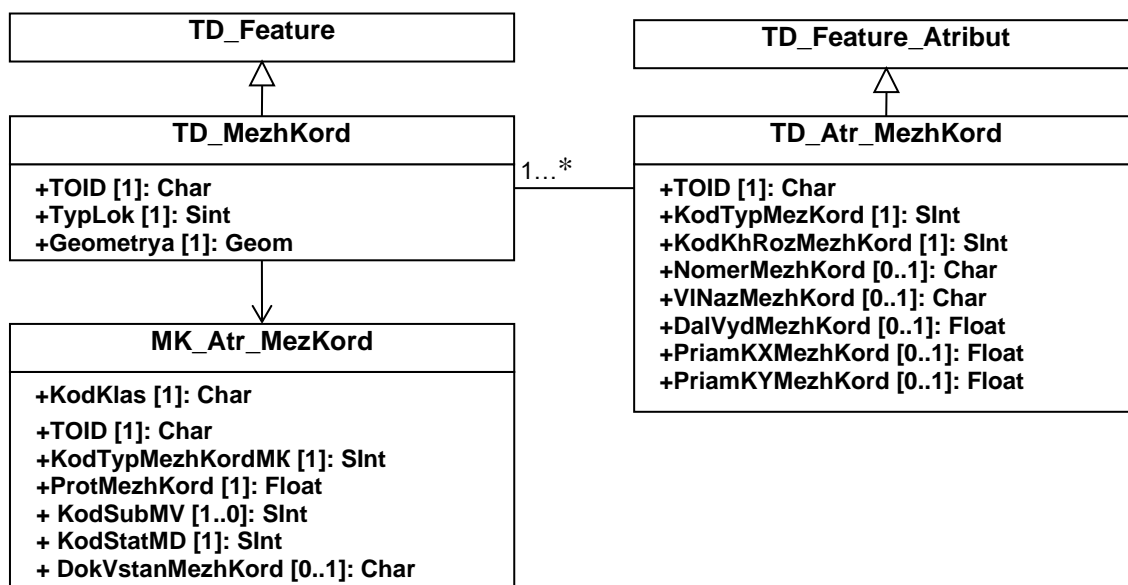 TD_Feature
TD_Feature_Atribut
TD_MezhKord
+TOID [1]: Char
+TypLok [1]: Sint
+Geometrya [1]: Geom
1…*
TD_Atr_MezhKord
+TOID [1]: Char
+KodTypMezKord [1]: SInt
+KodKhRozMezhKord [1]: SInt
+NomerMezhKord [0..1]: Char
+VlNazMezhKord [0..1]: Char
+DalVydMezhKord [0..1]: Float
+PriamKXMezhKord [0..1]: Float
+PriamKYMezhKord [0..1]: Float
MK_Atr_MezKord
+KodKlas [1]: Char
+TOID [1]: Char
+KodTypMezhKordМК [1]: SInt
+ProtMezhKord [1]: Float
+ KodSubMV [1..0]: SInt
+ KodStatMD [1]: SInt
+ DokVstanMezhKord [0..1]: Char